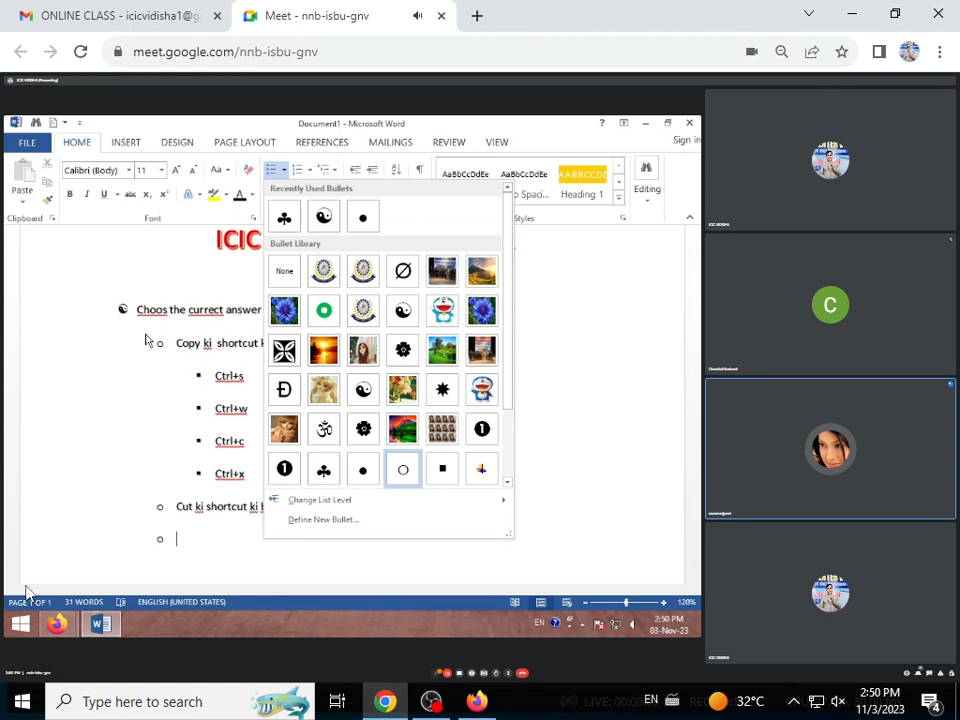 ONLINE CLASS - icicvidisha1@g
Meet - nnb-isbu-gnv
meet.google.com/nnb-isbu-gnv
Document1 - Microsoft Word
FILE
HOME
INSERT
DESIGN
PAGE LAYOUT
REFERENCES
MAILINGS
REVIEW
VIEW
Sign in
Calibri (Body)
11
Paste
Clipboard
Font
AaBbCcDdEe
AaBbCcDdEe
AABBCCDD
Heading 1
Styles
Editing
Recently Used Bullets
Bullet Library
None
Change List Level
Define New Bullet...
ICIC
Choos the currect answer
Copy ki shortcut k
Ctrl+s
Ctrl+w
Ctrl+c
Ctrl+x
Cut ki shortcut ki
31 WORDS
ENGLISH (UNITED STATES)
120%
EN
2:50 PM
03-Nov-23
C
Type here to search
EN
32°C
2:50 PM
11/3/2023
4